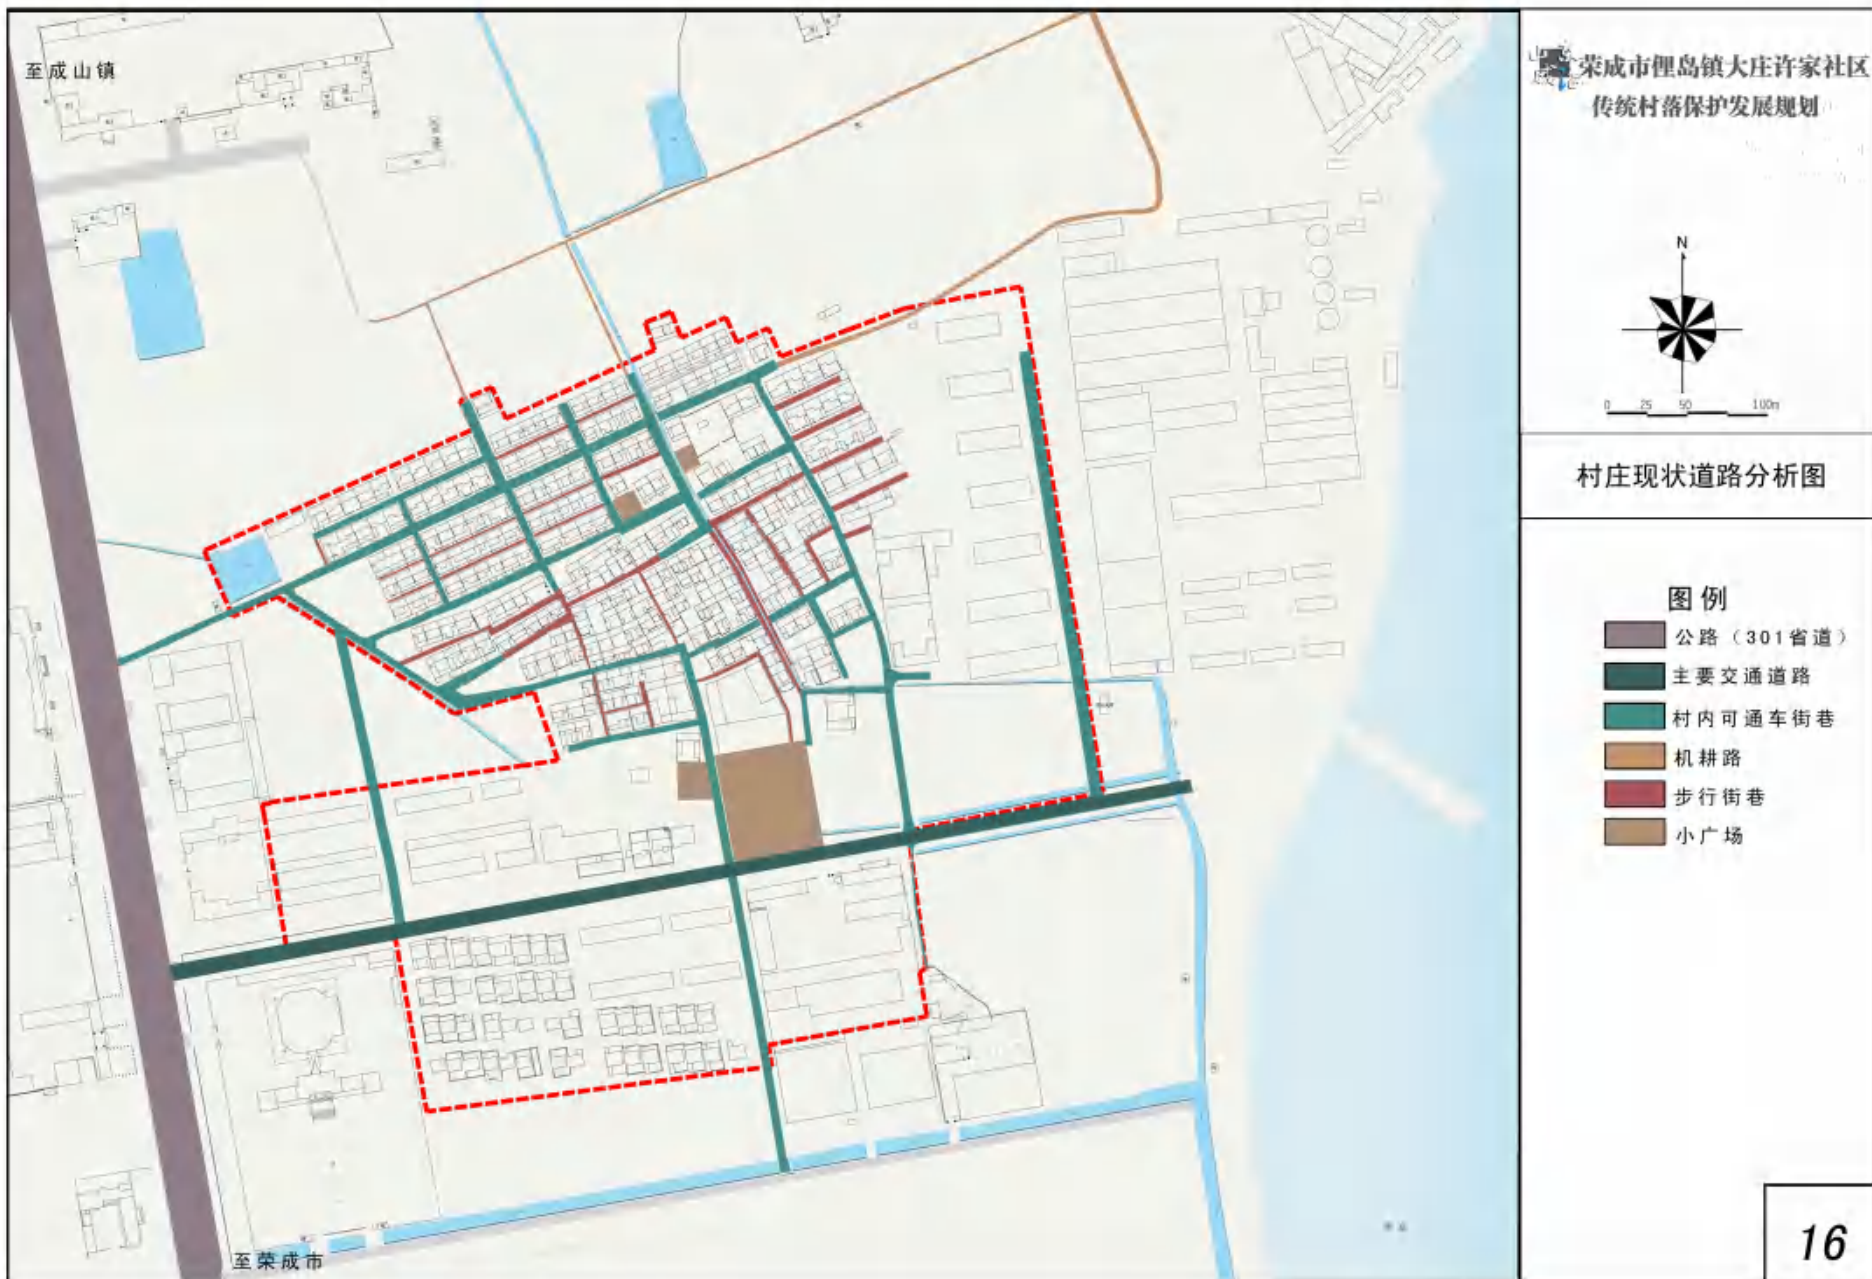 至成山镇
至荣成市
荣成市俚岛镇大庄许家社区
传统村落保护发展规划
N
0 25 50 100m
村庄现状道路分析图
图例
公路（301省道）
主要交通道路
村内可通车街巷
机耕路
步行街巷
小广场
16